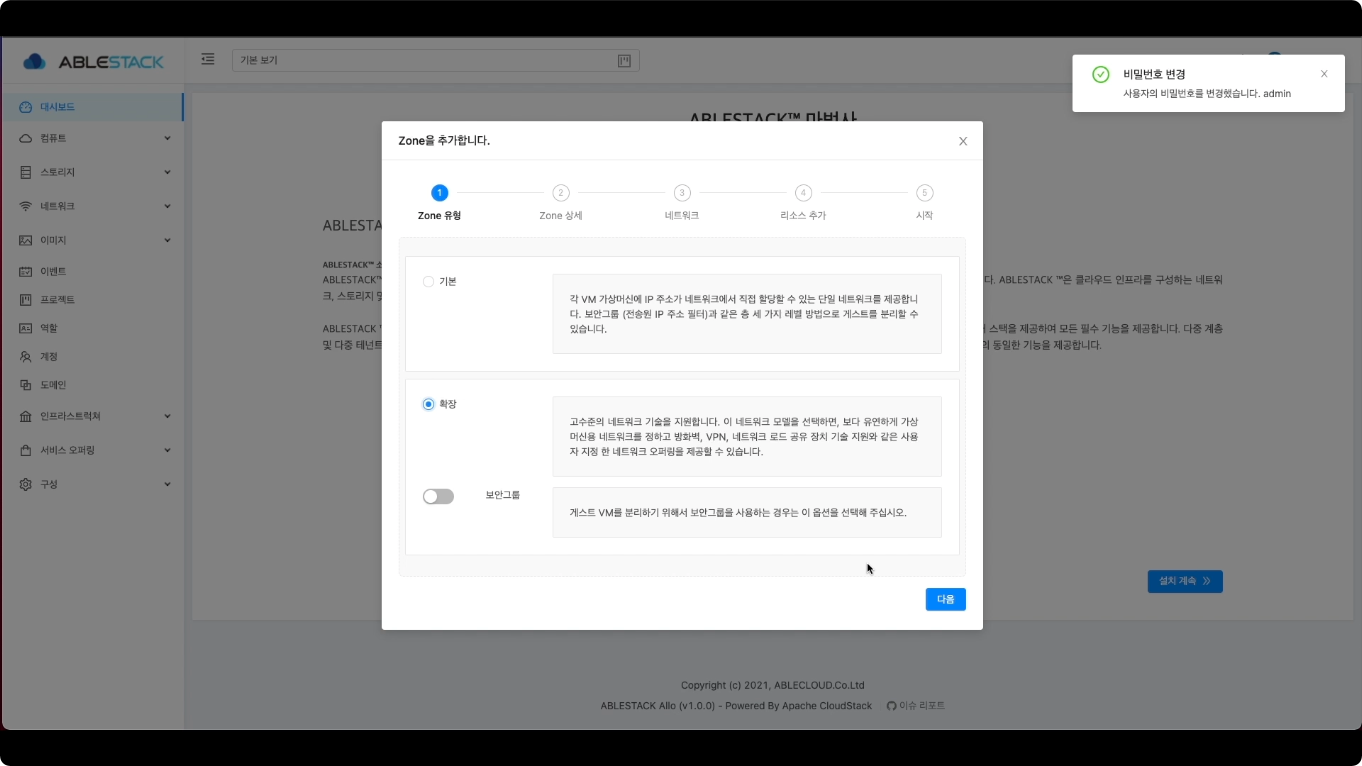 ABLESTACK
기본 보기
비밀번호 변경
사용자의 비밀번호를 변경했습니다. admin
대시보드
컴퓨트
스토리지
네트워크
이미지
이벤트
프로젝트
역할
계정
도메인
인프라스트럭쳐
서비스 오퍼링
구성
ABLESTACK™ 마법사
ABLESTA
ABLESTACK™ 소
ABLESTACK™
다. ABLESTACK ™은 클라우드 인프라를 구성하는 네트워
크, 스토리지 및
ABLESTACK
스택을 제공하여 모든 필수 기능을 제공합니다. 다중 계층
및 다중 테넌트
의 동일한 기능을 제공합니다.
설치 계속
Zone을 추가합니다.
1
2
3
4
5
Zone 유형
Zone 상세
네트워크
리소스 추가
시작
기본
각 VM 가상머신에 IP 주소가 네트워크에서 직접 할당할 수 있는 단일 네트워크를 제공합니
다. 보안그룹 (전송원 IP 주소 필터)과 같은 층 세 가지 레벨 방법으로 게스트를 분리할 수
있습니다.
확장
고수준의 네트워크 기술을 지원합니다. 이 네트워크 모델을 선택하면, 보다 유연하게 가상
머신용 네트워크를 정하고 방화벽, VPN, 네트워크 로드 공유 장치 기술 지원와 같은 사용
자 지정 한 네트워크 오퍼링을 제공할 수 있습니다.
보안그룹
게스트 VM를 분리하기 위해서 보안그룹을 사용하는 경우는 이 옵션을 선택해 주십시오.
다음
Copyright (c) 2021, ABLECLOUD.Co.Ltd
ABLESTACK Allo (v1.0.0) - Powered By Apache CloudStack
이슈 리포트